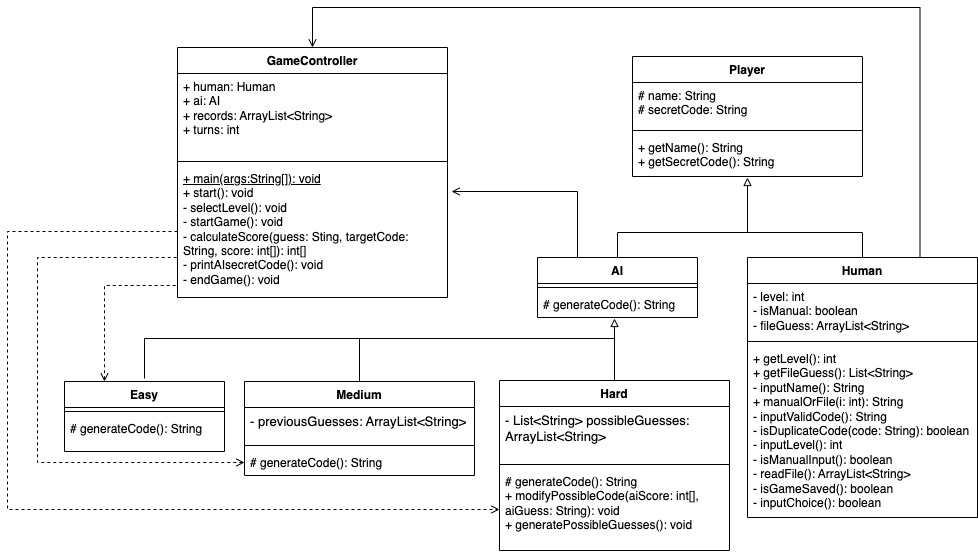 GameController
+ human: Human
+ ai: AI
+ records: ArrayList<String>
+ turns: int
+ main(args:String[]): void
+ start(): void
- selectLevel(): void
- startGame(): void
- calculateScore(guess: Sting, targetCode:
String, score: int[]): int[]
- printAIsecretCode(): void
- endGame(): void
Player
# name: String
# secretCode: String
+ getName(): String
+ getSecretCode(): String
AI
# generateCode(): String
Human
- level: int
- isManual: boolean
- fileGuess: ArrayList<String>
+ getLevel(): int
+ getFileGuess(): List<String>
- inputName(): String
+ manualOrFile(i: int): String
- inputValidCode(): String
- isDuplicateCode(code: String): boolean
- inputLevel(): int
- isManualInput(): boolean
- readFile(): ArrayList<String>
- isGameSaved(): boolean
- inputChoice(): boolean
Easy
# generateCode(): String
Medium
- previousGuesses: ArrayList<String>
# generateCode(): String
Hard
- List<String> possibleGuesses:
ArrayList<String>
# generateCode(): String
+ modifyPossibleCode(aiScore: int[],
aiGuess: String): void
+ generatePossibleGuesses(): void